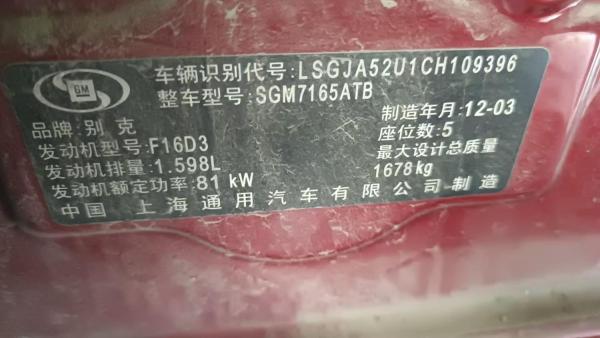 GM
车辆识别代号:LSGJA52U1CH109396
整车型号:SGM7165ATB
品牌:别克
制造年月:12-03
发动机型号:F16D3
座位数:5
发动机排量:1.598L
最大设计总质量
1678kg
发动机额定功率:81 kW
中国 上海通用汽车有限公司制造